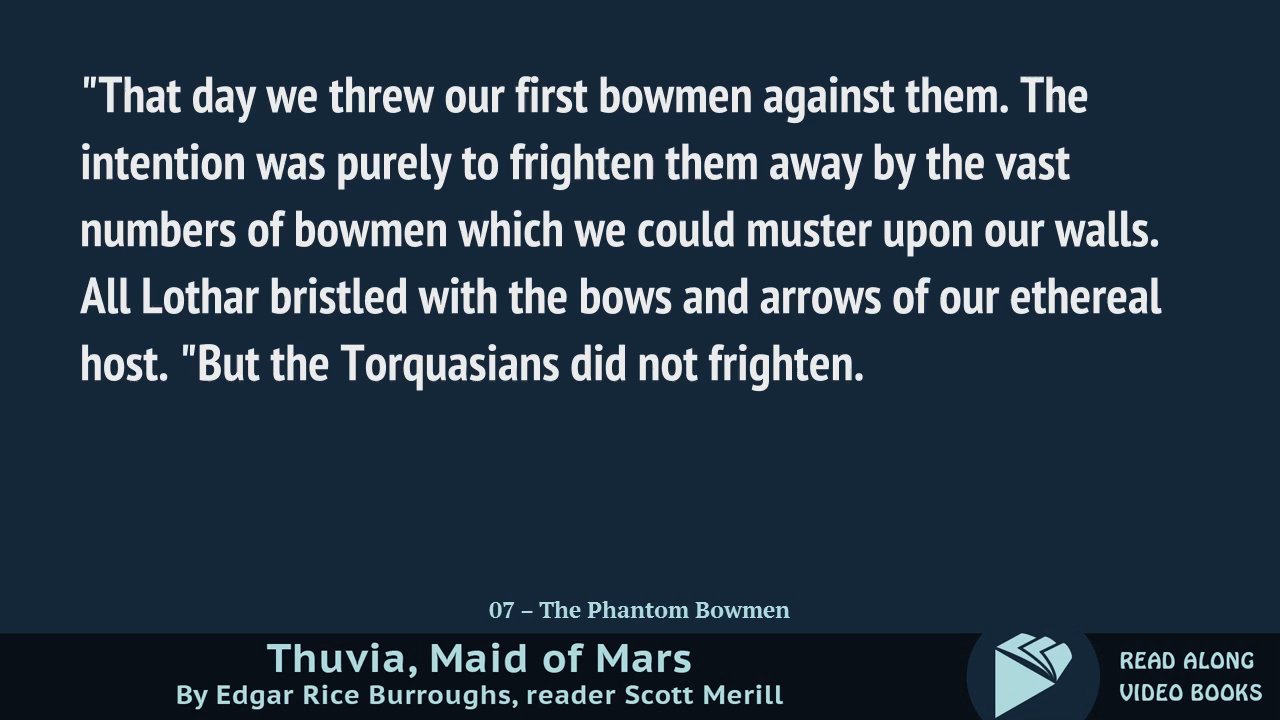 "That day we threw our first bowmen against them. The
intention was purely to frighten them away by the vast
numbers of bowmen which we could muster upon our walls.
All Lothar bristled with the bows and arrows of our ethereal
host. "But the Torquasians did not frighten.
07 – The Phantom Bowmen
Thuvia, Maid of Mars
By Edgar Rice Burroughs, reader Scott Merill
READ ALONG
VIDEO BOOKS